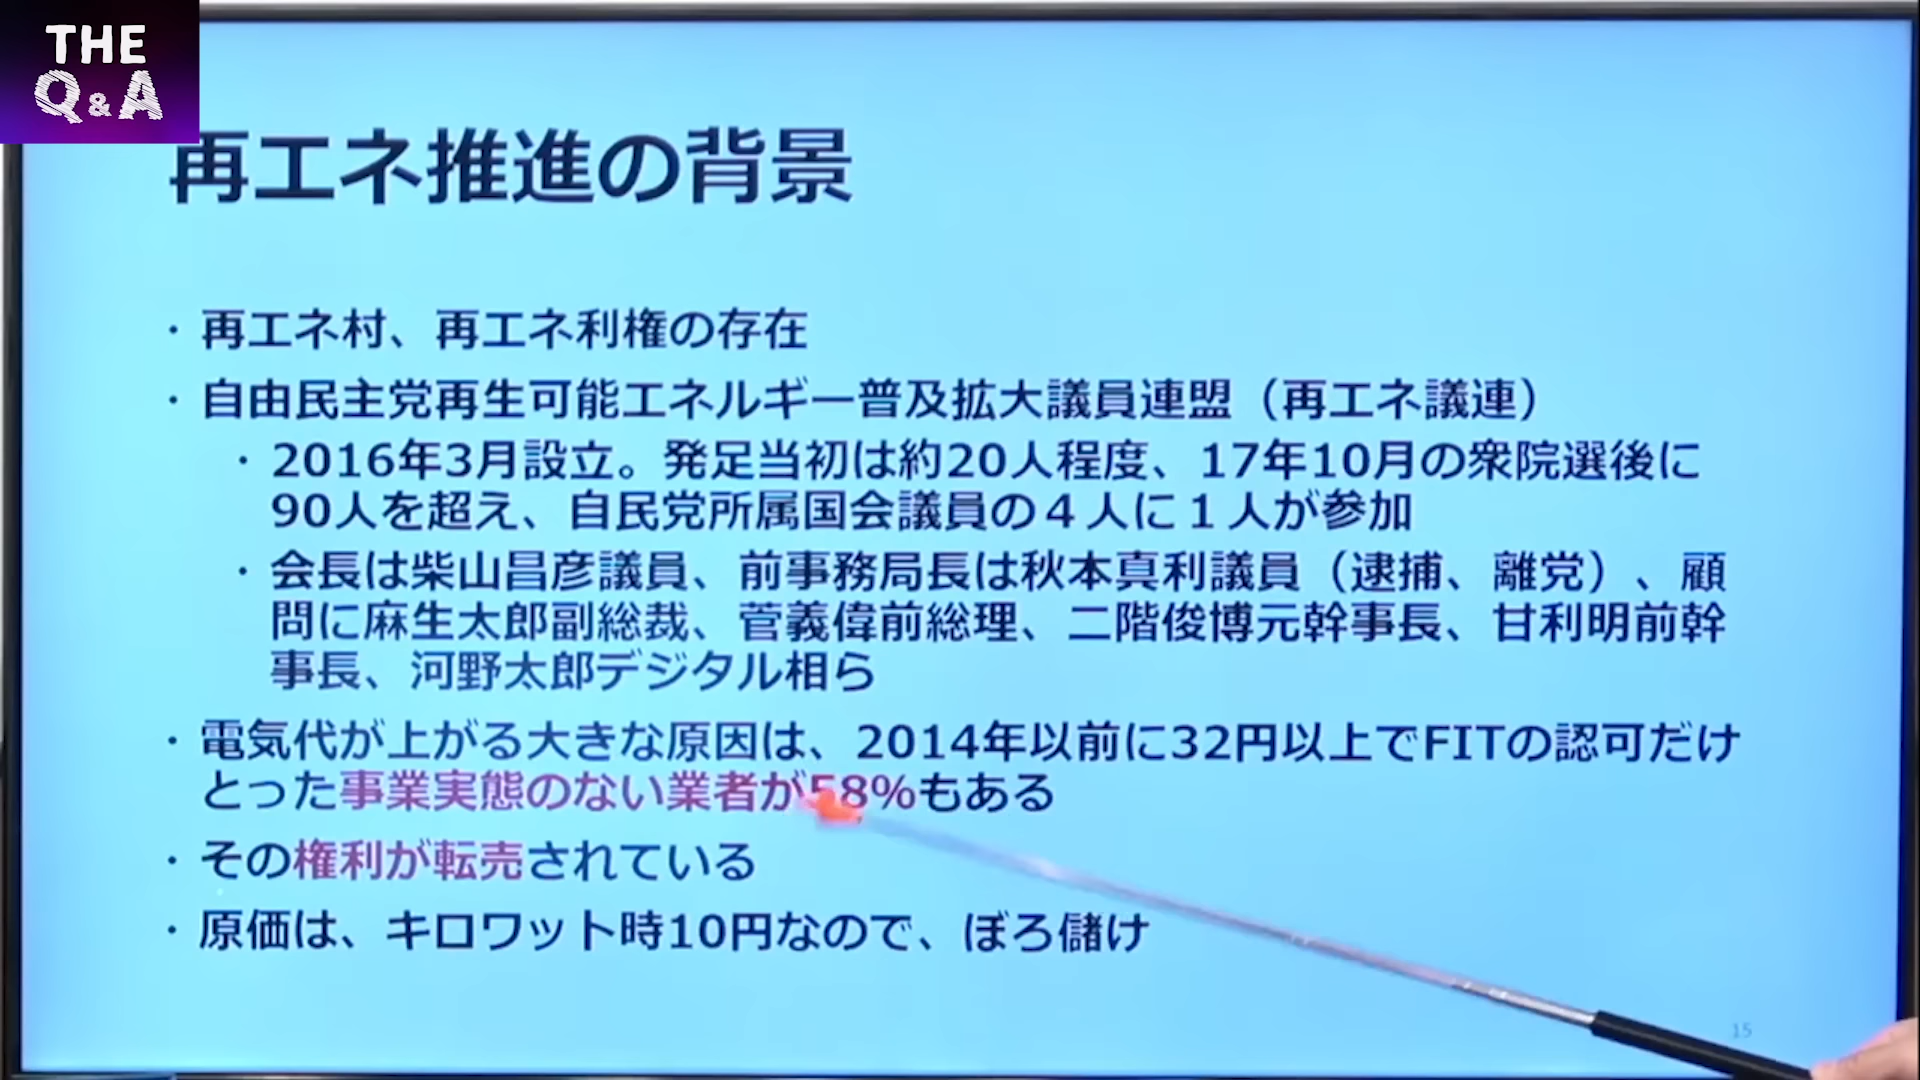 THE
Q&A
再エネ推進の背景
・再エネ村、再エネ利権の存在
・自由民主党再生可能エネルギー普及拡大議員連盟（再エネ議連）
・2016年3月設立。発足当初は約20人程度、17年10月の衆院選後に
90人を超え、自民党所属国会議員の４人に１人が参加
・会長は柴山昌彦議員、前事務局長は秋本真利議員（逮捕、離党）、顧
問に麻生太郎副総裁、菅義偉前総理、二階俊博元幹事長、甘利明前幹
事長、河野太郎デジタル相ら
・電気代が上がる大きな原因は、2014年以前に32円以上でFITの認可だけ
とった事業実態のない業者が58%もある
・その権利が転売されている
・原価は、キロワット時10円なので、ぼろ儲け
15